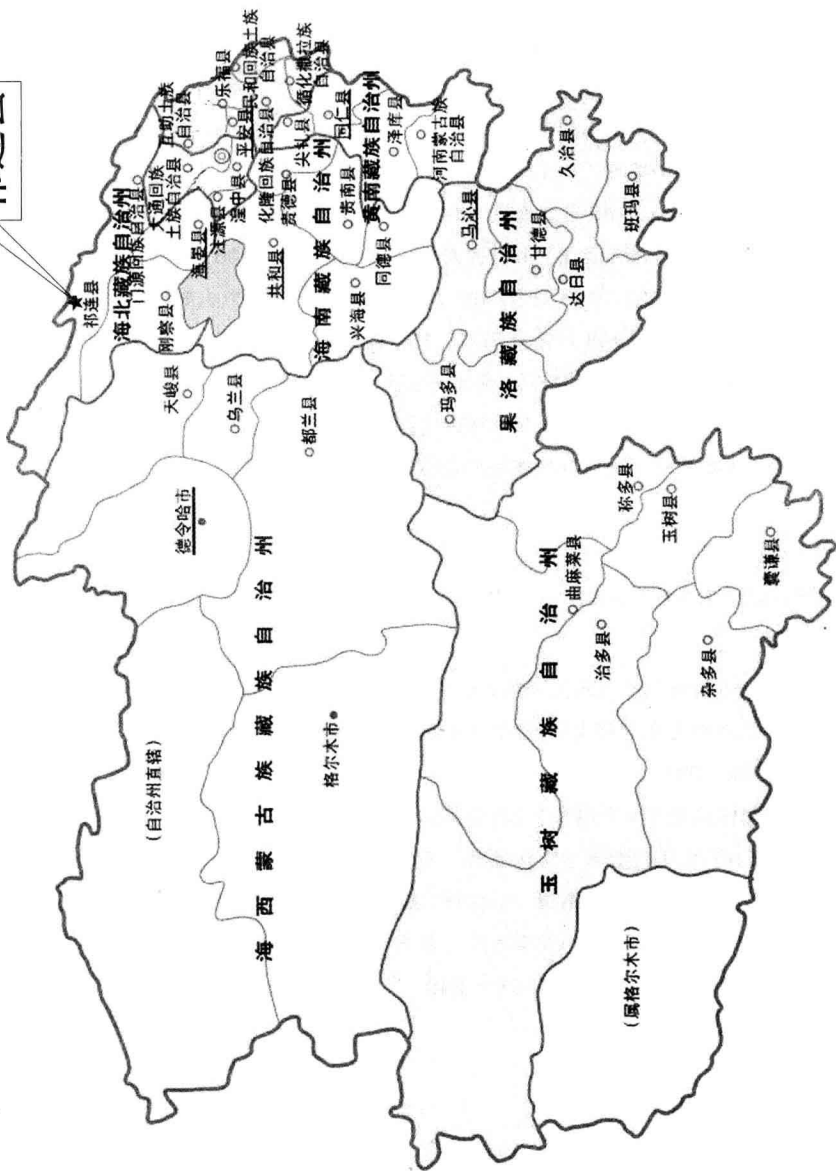 祁连县
祁连县
海北藏族自治州
门源回族自治县
刚察县
海晏县
大通回族
土族自治县
互助土族
自治县
湟源县
湟中县
平安县
乐都县
民和回族土族
自治县
化隆回族自治县
循化撒拉族
自治县
尖扎县
同仁县
黄南藏族自治州
泽库县
河南蒙古族
自治县
贵德县
贵南县
共和县
同德县
兴海县
海南藏族自治州
天峻县
乌兰县
都兰县
德令哈市
格尔木市
(自治州直辖)
海西蒙古族藏族自治州
玛沁县
甘德县
达日县
久治县
班玛县
玛多县
果洛藏族自治州
称多县
玉树县
囊谦县
曲麻莱县
治多县
杂多县
玉树藏族自治州
(属格尔木市)